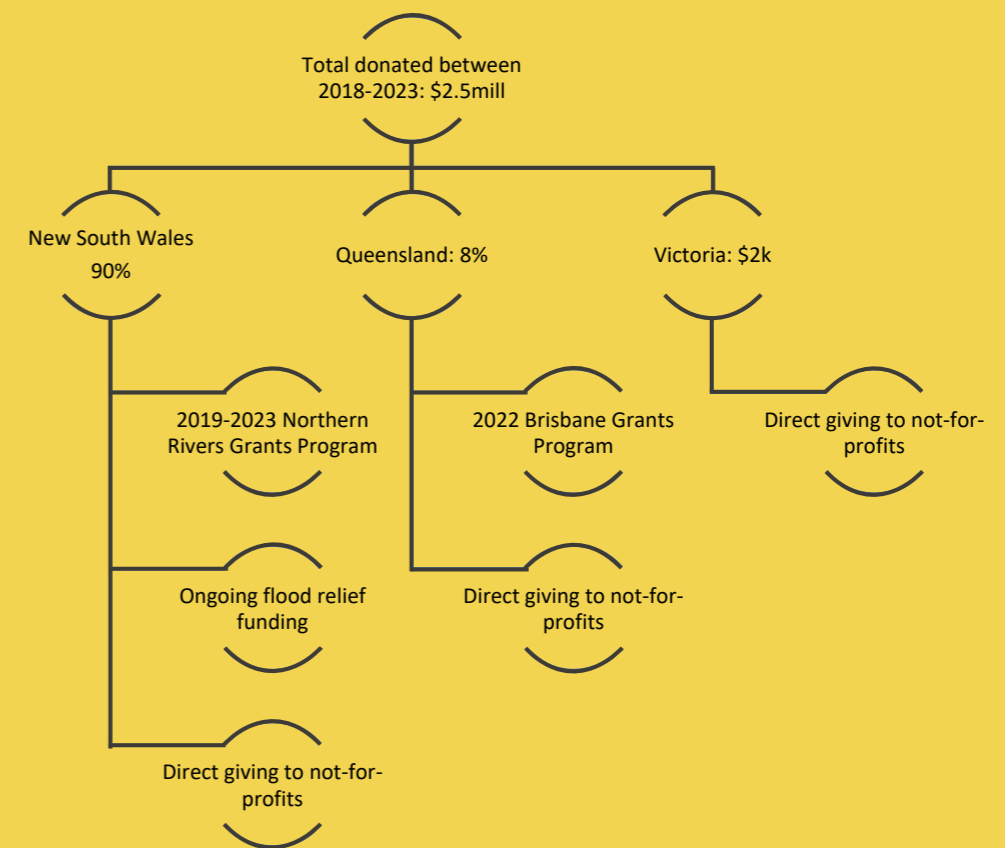 Total donated between
2018-2023: $2.5mill
New South Wales
90%
Queensland: 8%
Victoria: $2k
2019-2023 Northern
Rivers Grants Program
2022 Brisbane Grants
Program
Direct giving to not-for-
profits
Ongoing flood relief
funding
Direct giving to not-for-
profits
Direct giving to not-for-
profits